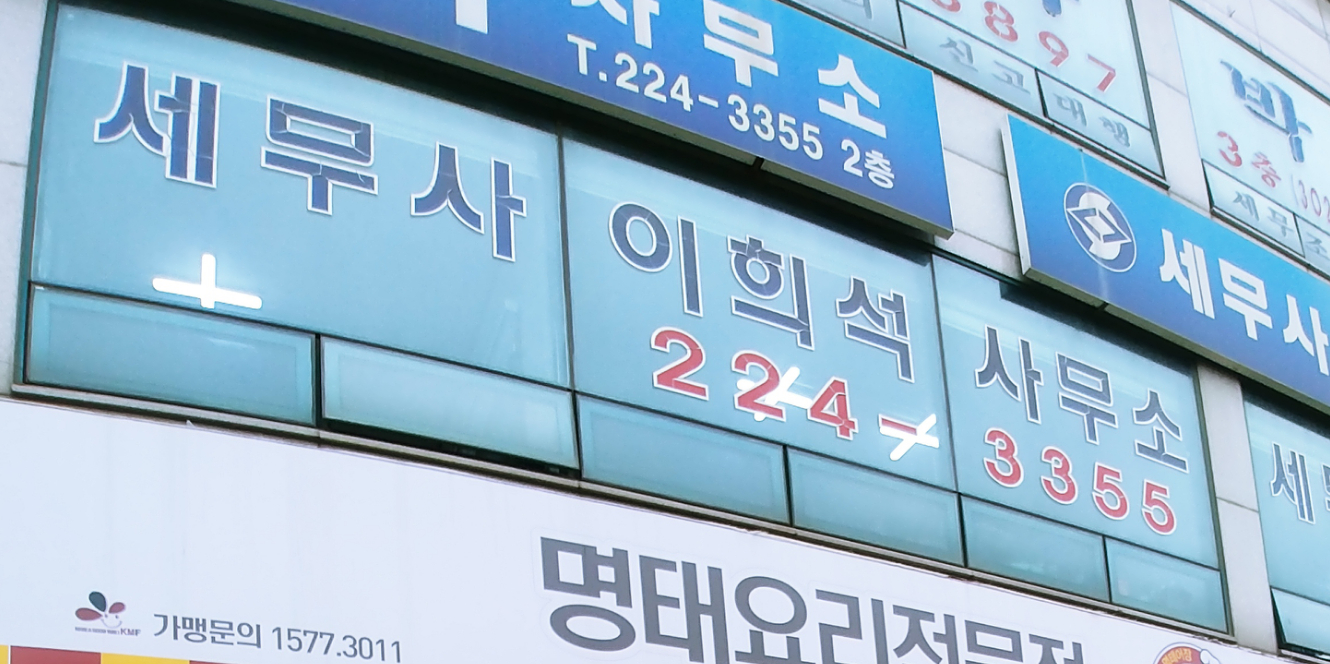 사무소
T.224-3355 2층
8897
신고대행
박
3층
세무
세무사
세무사 이희석 사무소
224-3355
세
가맹문의 1577.3011
명태요리전문점